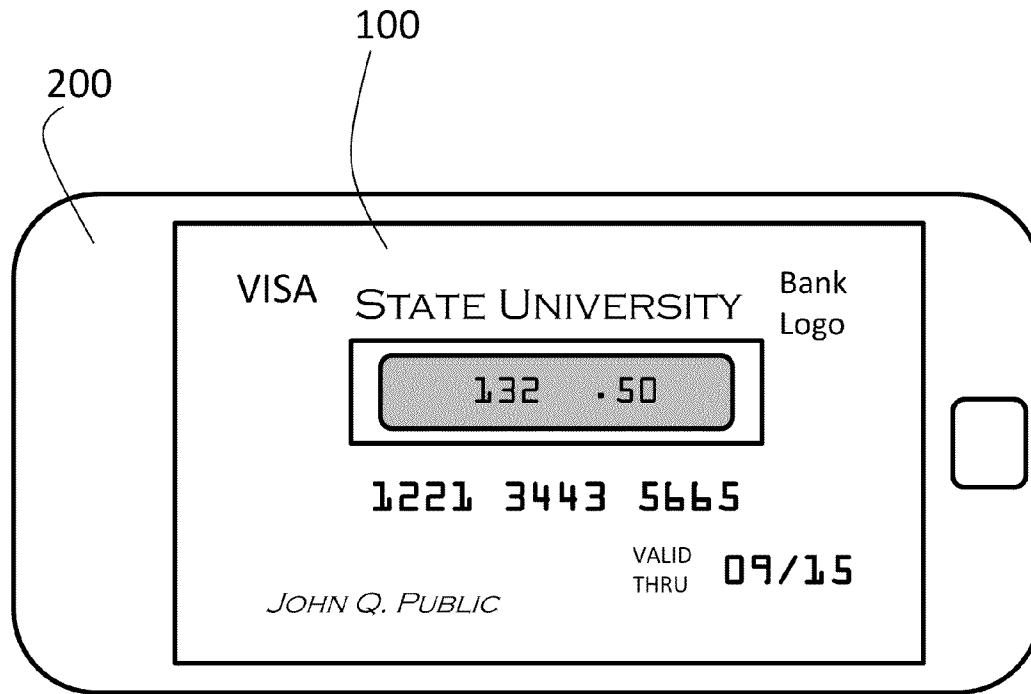 100
200
VISA
STATE UNIVERSITY
Bank
Logo
132 .50
1221 3443 5665
VALID
THRU
09/15
JOHN Q. PUBLIC